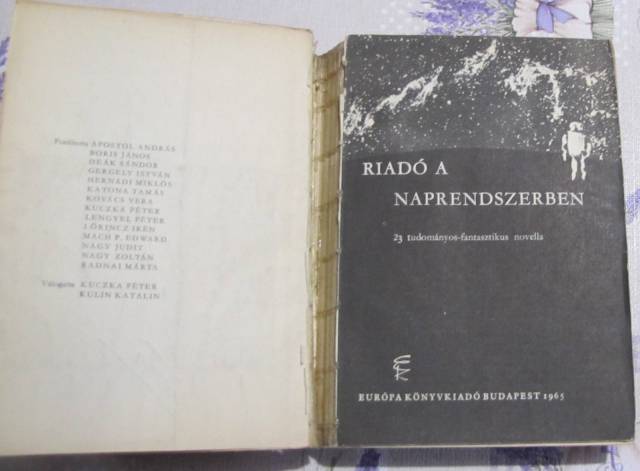 Fordította APOSTOL ANDRÁS
BORIS JÁNOS
DEÁK SÁNDOR
GERGELY ISTVÁN
HERNÁDI MIKLÓS
KATONA TAMÁS
KOVÁCS VERA
KUCZKA PÉTER
LENGYEL PÉTER
LŐRINCZ IRÉN
MACH P. EDWARD
NAGY JUDIT
NAGY ZOLTÁN
RADNAI MÁRTA
Válogatta KUCZKA PÉTER
KULIN KATALIN
RIADÓ A
NAPRENDSZERBEN
23 tudományos-fantasztikus novella
EURÓPA KÖNYVKIADÓ BUDAPEST 1965